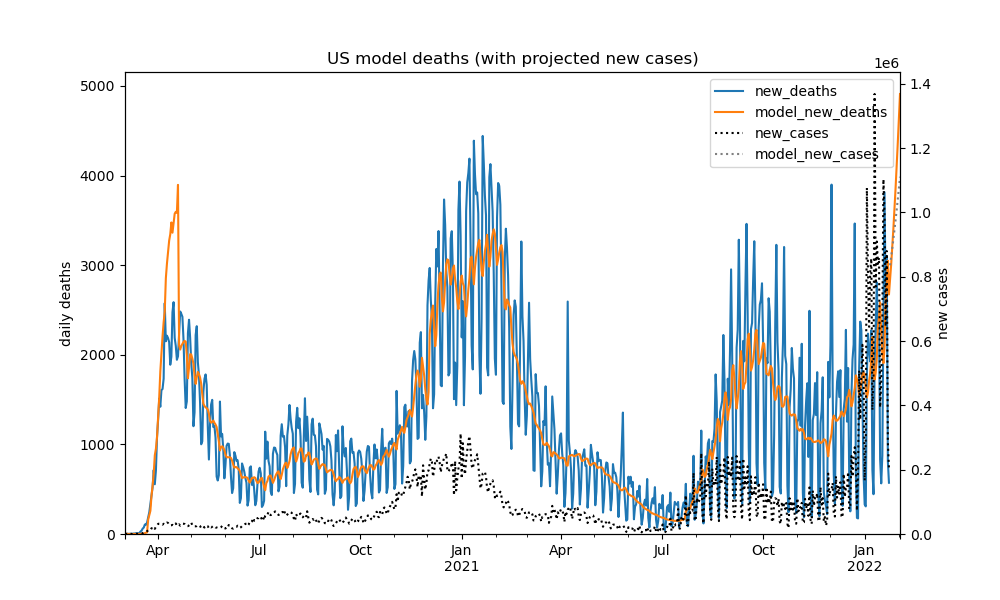 US model deaths (with projected new cases)
1e6
new_deaths
model_new_deaths
new_cases
model_new_cases
daily deaths
5000
4000
3000
2000
1000
0
new cases
1.4
1.2
1.0
0.8
0.6
0.4
0.2
0.0
Apr Jul Oct Jan Apr Jul Oct Jan
2021 2022